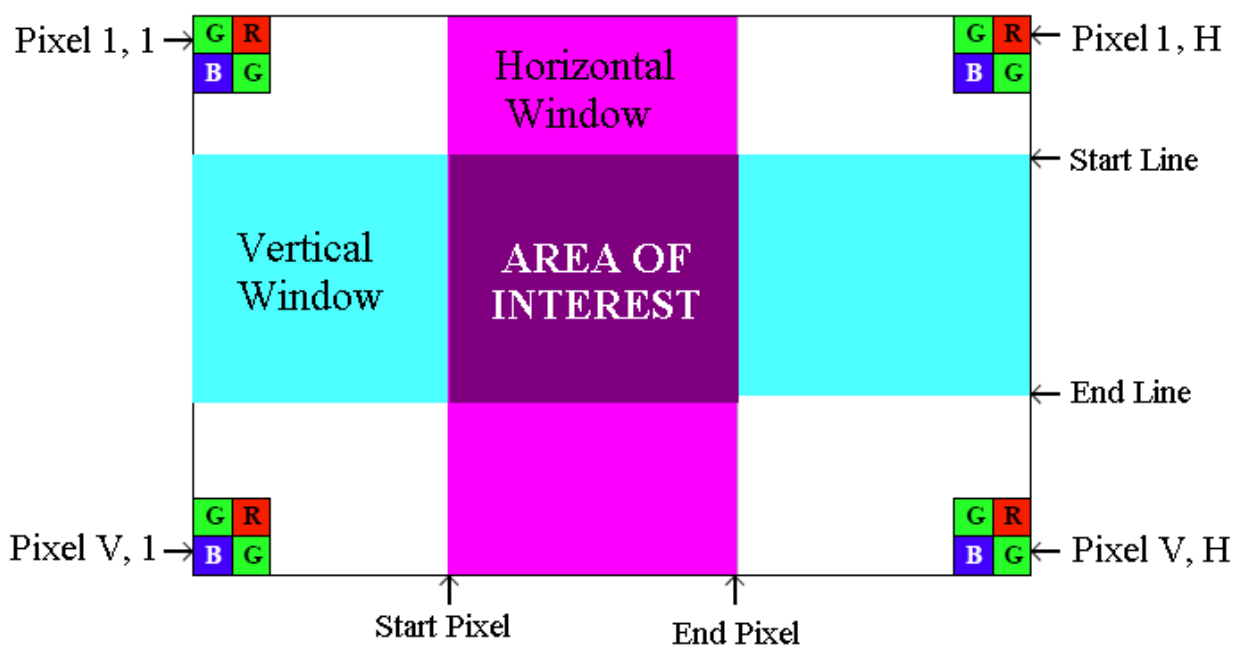 Pixel 1, 1
G R
B G
Horizontal
Window
G R
B G
Pixel 1, H
Start Line
Vertical
Window
AREA OF
INTEREST
End Line
Pixel V, 1
G R
B G
G R
B G
Pixel V, H
Start Pixel
End Pixel